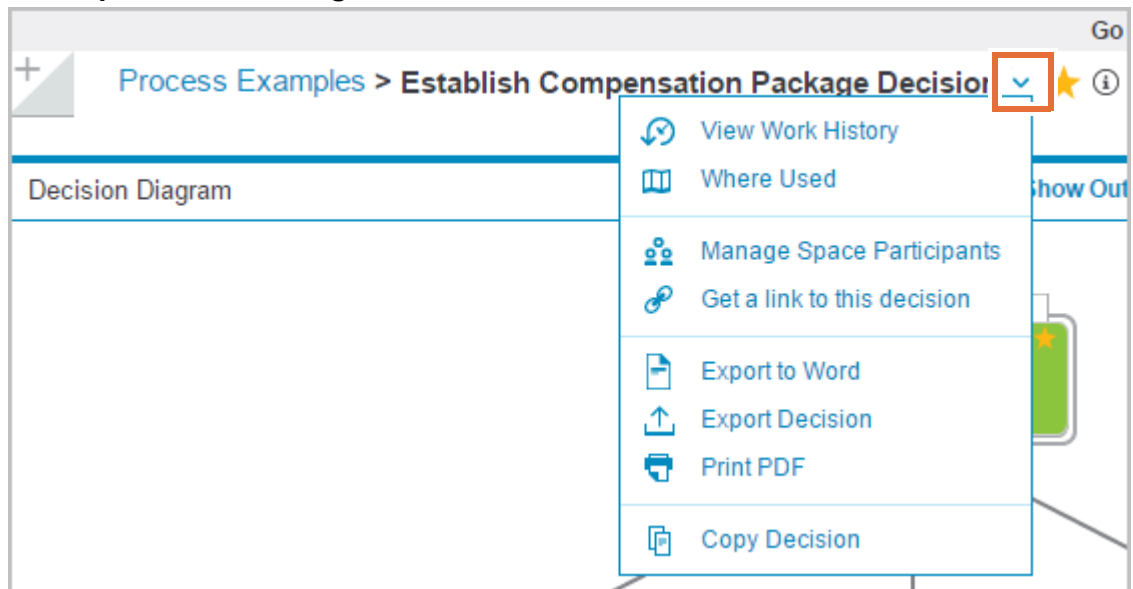 Go
Process Examples > Establish Compensation Package Decision
View Work History
Decision Diagram
Where Used
Show Out
Manage Space Participants
Get a link to this decision
Export to Word
Export Decision
Print PDF
Copy Decision